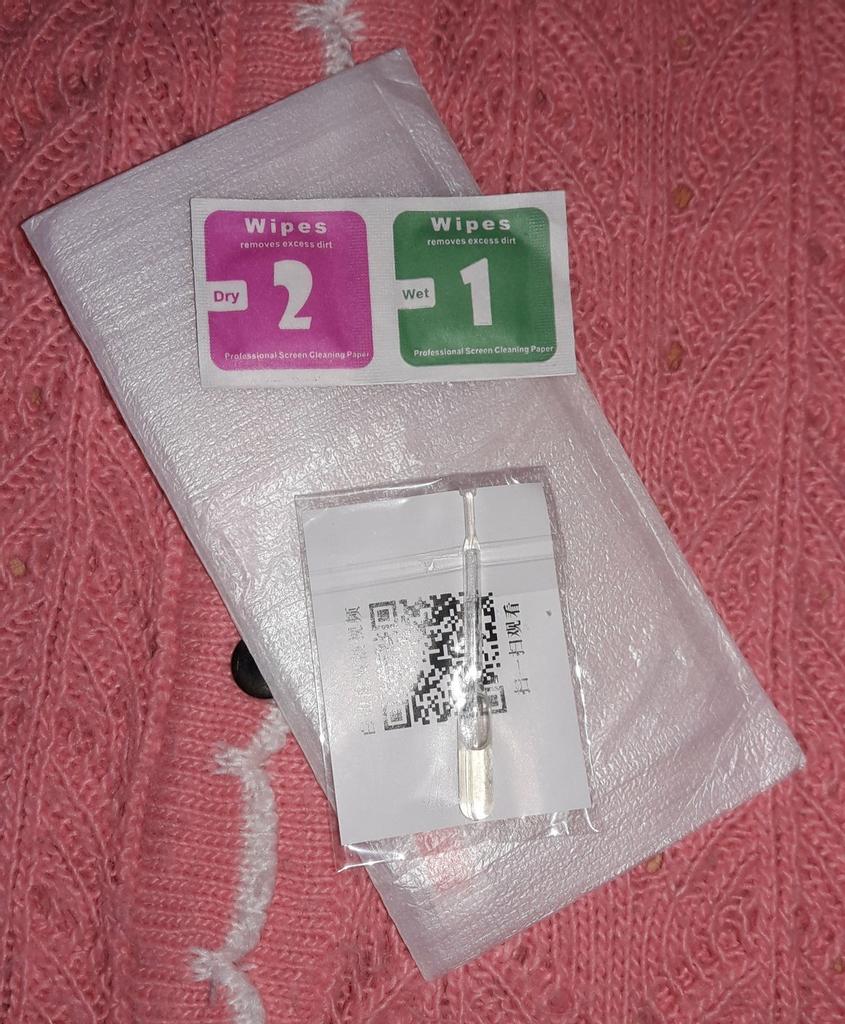 Wipes
removes excess dirt
Dry
2
Professional Screen Cleaning Paper
Wipes
removes excess dirt
Wet
1
Professional Screen Cleaning Paper
扫一扫观看